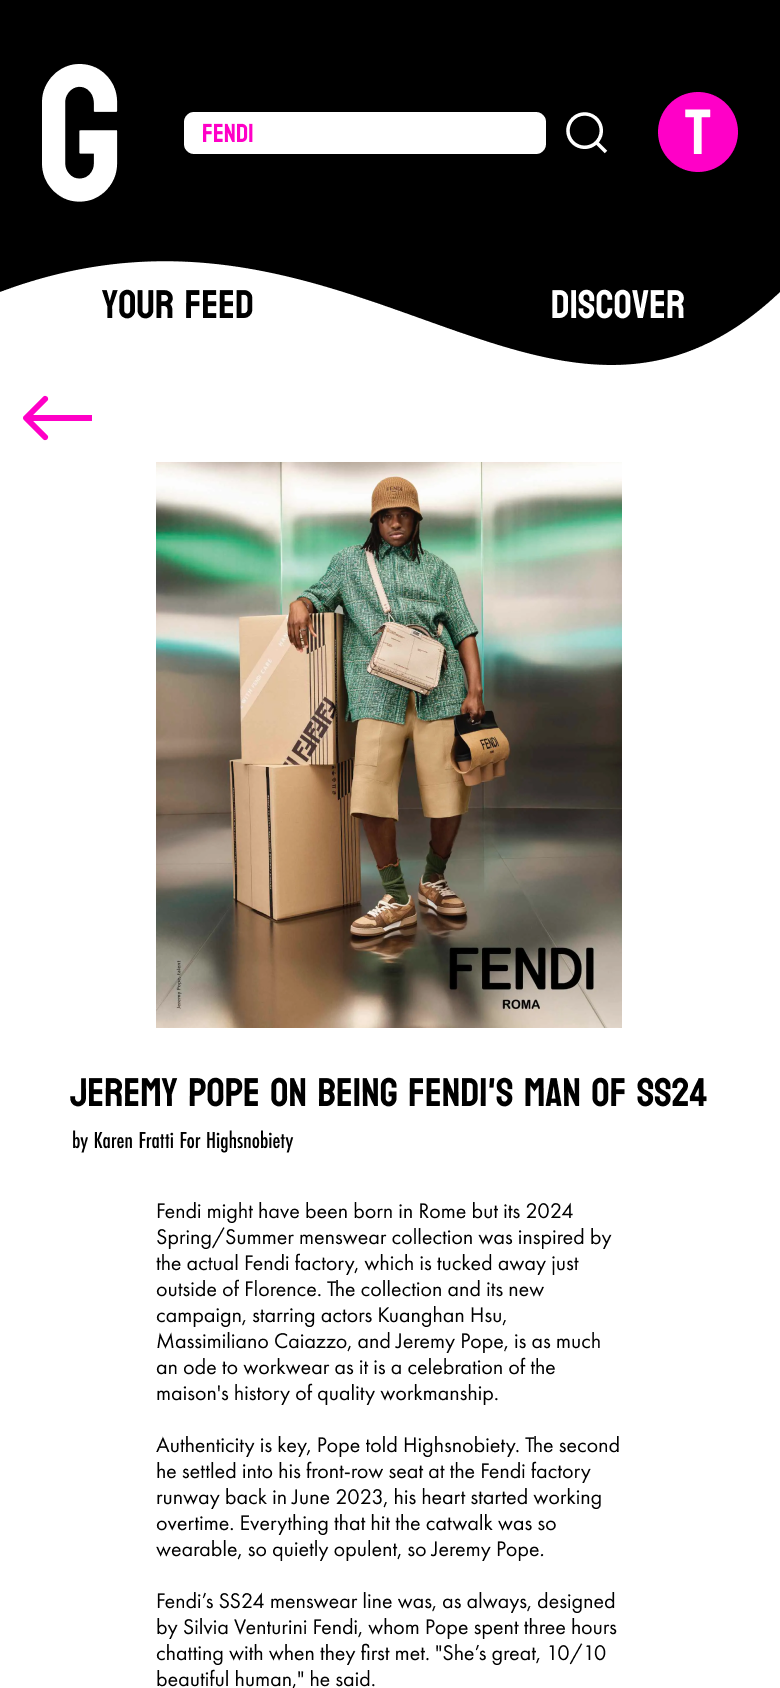 G
FENDI
T
YOUR FEED
DISCOVER
FENDI
FENDI
FENDI
ROMA
Jeremy Pope, talent
JEREMY POPE ON BEING FENDI'S MAN OF SS24
by Karen Fratti For Highsnobiety
Fendi might have been born in Rome but its 2024
Spring/Summer menswear collection was inspired by
the actual Fendi factory, which is tucked away just
outside of Florence. The collection and its new
campaign, starring actors Kuanghan Hsu,
Massimiliano Caiazzo, and Jeremy Pope, is as much
an ode to workwear as it is a celebration of the
maison's history of quality workmanship.
Authenticity is key, Pope told Highsnobiety. The second
he settled into his front-row seat at the Fendi factory
runway back in June 2023, his heart started working
overtime. Everything that hit the catwalk was so
wearable, so quietly opulent, so Jeremy Pope.
Fendi’s SS24 menswear line was, as always, designed
by Silvia Venturini Fendi, whom Pope spent three hours
chatting with when they first met. "She’s great, 10/10
beautiful human," he said.